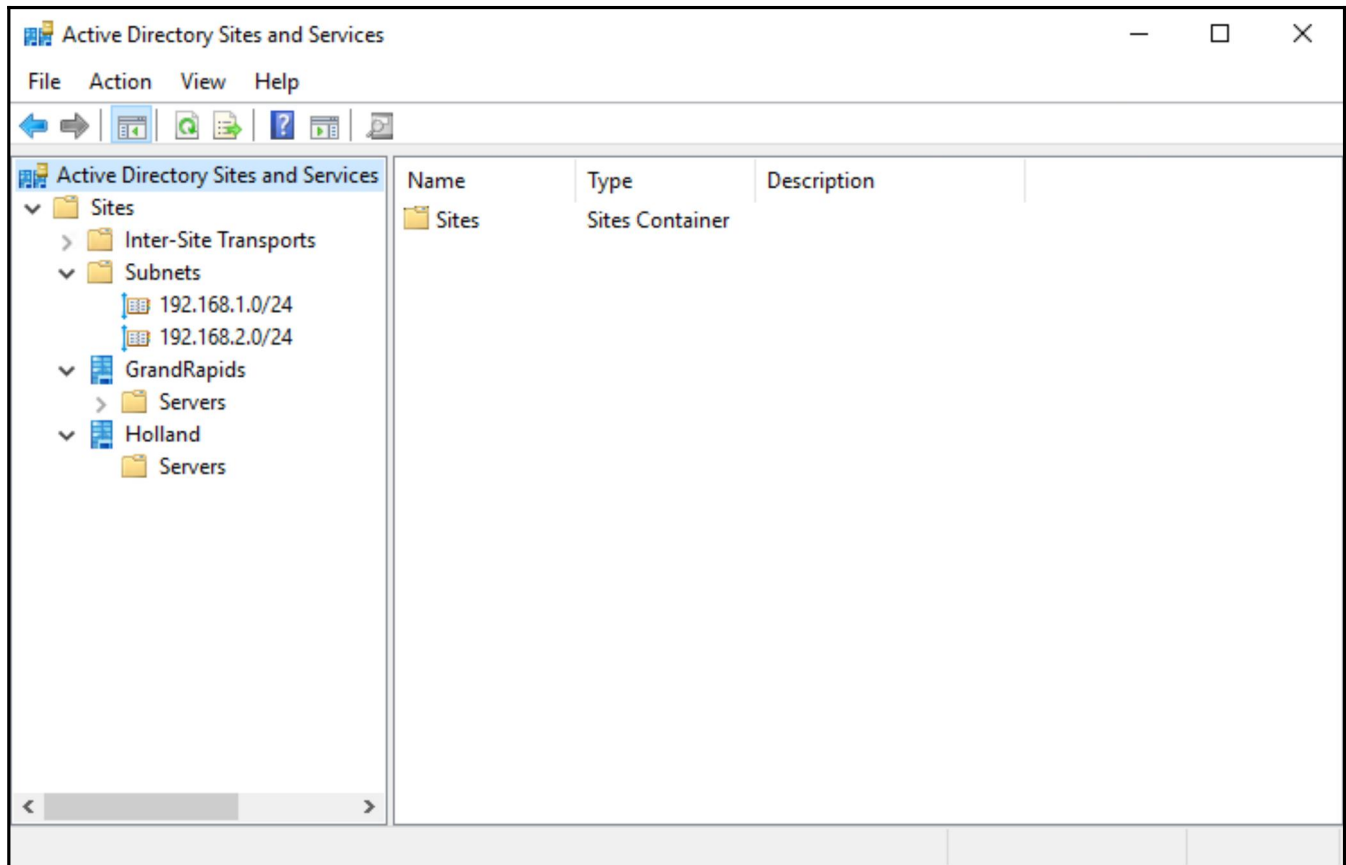 Active Directory Sites and Services
File Action View Help
Active Directory Sites and Services
Sites
Inter-Site Transports
Subnets
192.168.1.0/24
192.168.2.0/24
GrandRapids
Servers
Holland
Servers
Name Type Description
Sites Sites Container